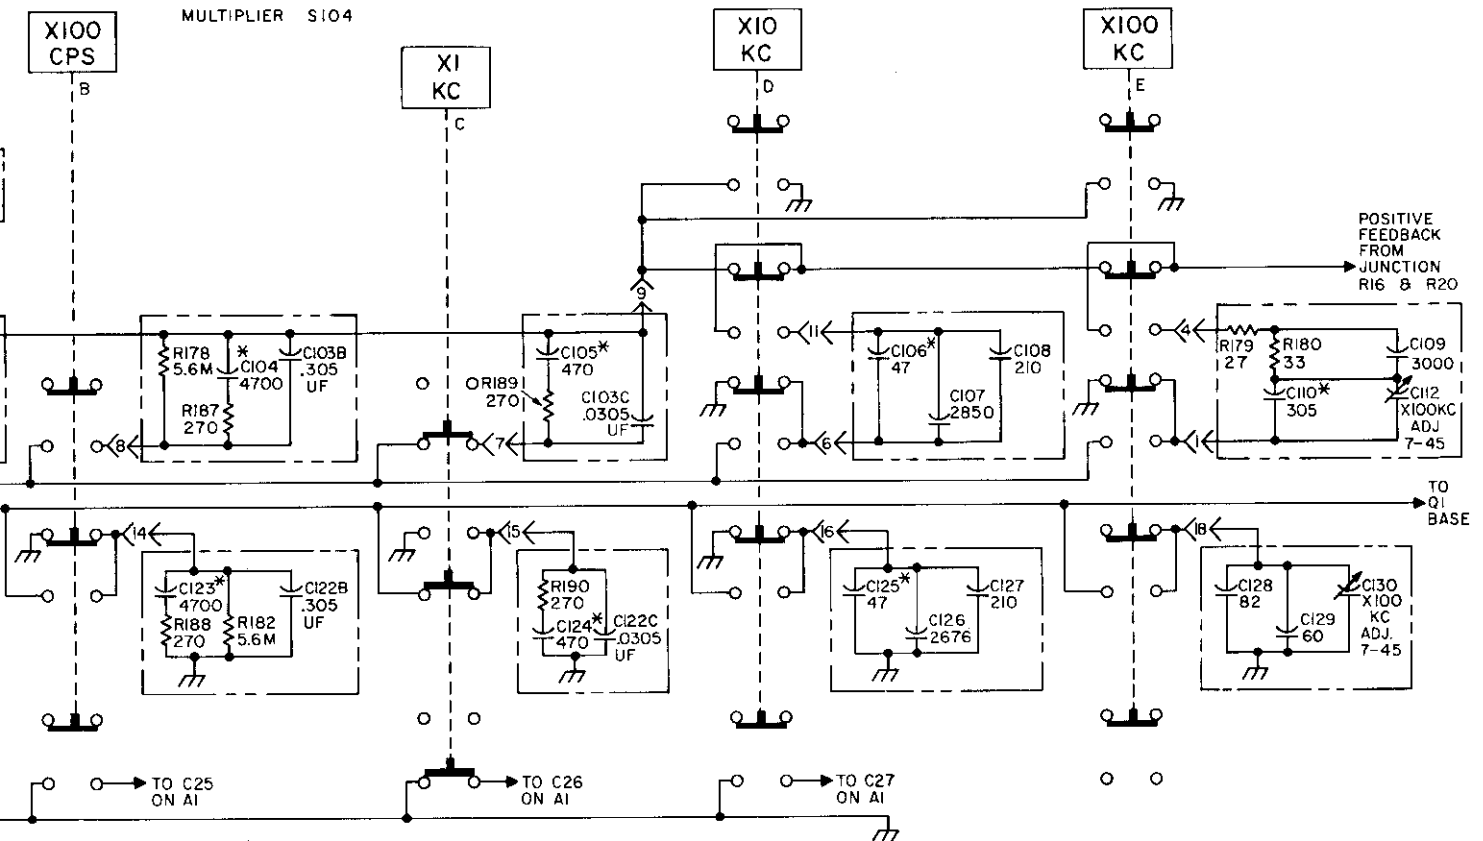 MULTIPLIER S104
X100
CPS
B
X1
KC
C
X10
KC
D
X100
KC
E
POSITIVE
FEEDBACK
FROM
JUNCTION
R16 & R20
9
R178
5.6M
*
C104
4700
C103B
.305
UF
R187
270
8
C105*
470
R189
270
C103C
.0305
UF
7
11
C106*
47
C108
210
C107
2850
6
4
R179
27
R180
33
C109
3000
C110*
305
C112
X100KC
ADJ
7-45
1
TO
Q1
BASE
14
C123*
4700
R188
270
R182
5.6M
C122B
.305
UF
15
R190
270
C124*
470
C122C
.0305
UF
16
C125*
47
C127
210
C126
2676
18
C128
82
C129
60
C130
X100
KC
ADJ.
7-45
TO C25
ON A1
TO C26
ON A1
TO C27
ON A1